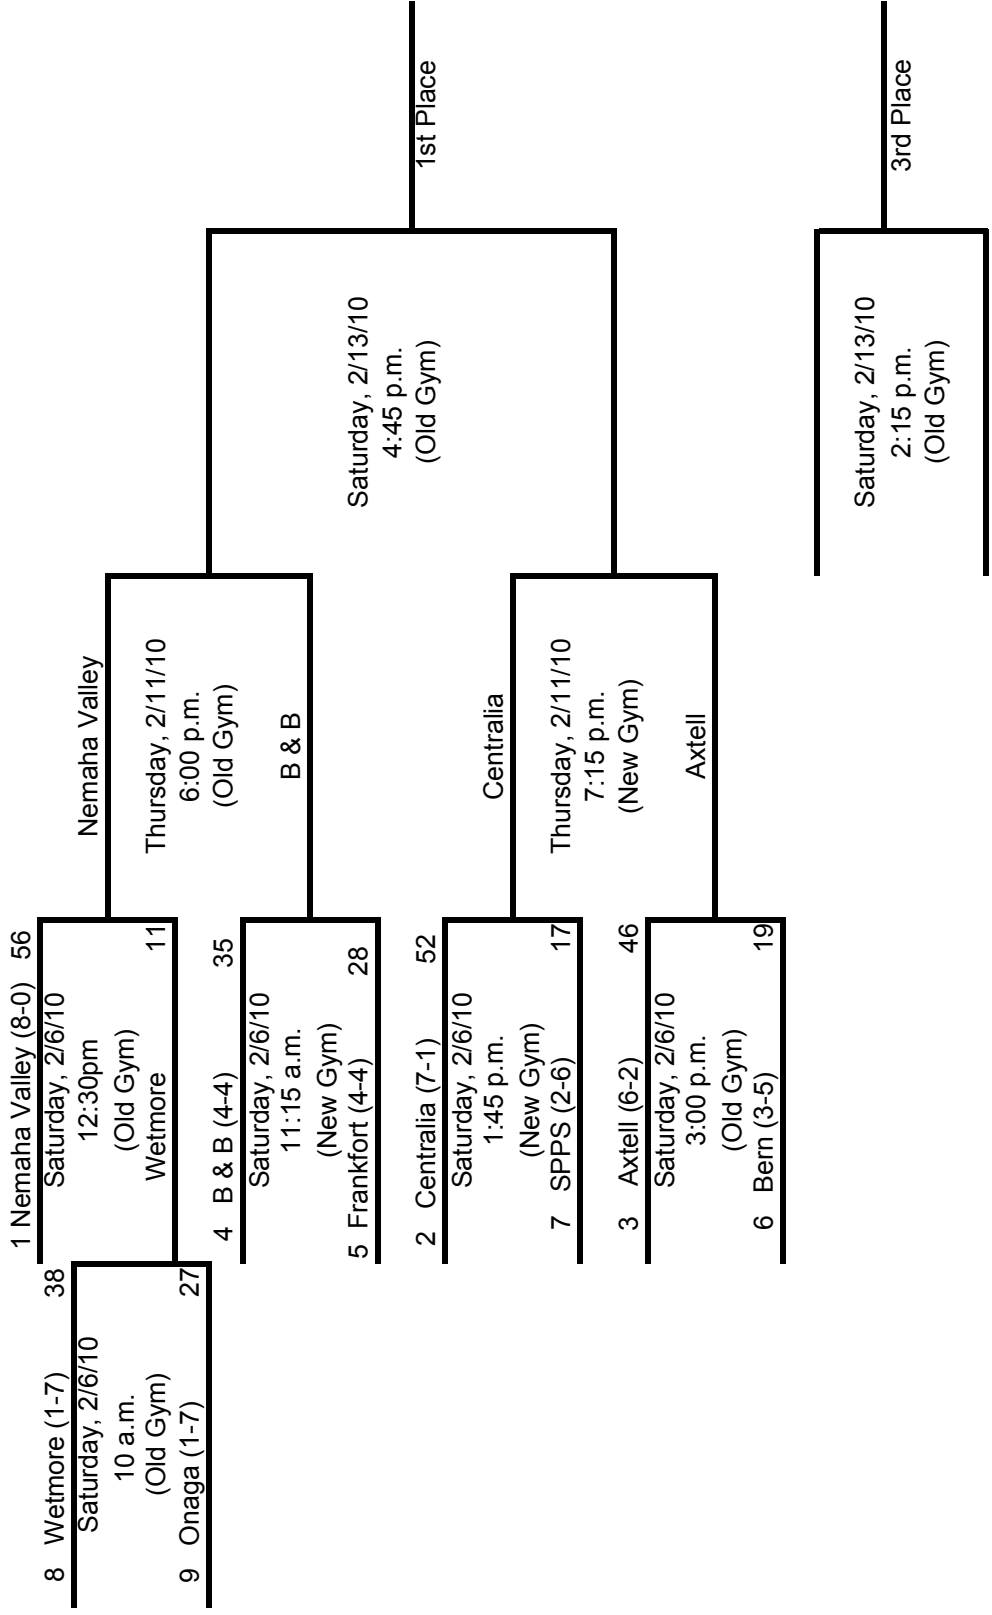 8 Wetmore (1-7) 38
Saturday, 2/6/10
10 a.m.
(Old Gym)
9 Onaga (1-7) 27
1 Nemaha Valley (8-0) 56
Saturday, 2/6/10
12:30pm
(Old Gym)
Wetmore 11
4 B & B (4-4) 35
Saturday, 2/6/10
11:15 a.m.
(New Gym)
5 Frankfort (4-4) 28
2 Centralia (7-1) 52
Saturday, 2/6/10
1:45 p.m.
(New Gym)
7 SPPS (2-6) 17
3 Axtell (6-2) 46
Saturday, 2/6/10
3:00 p.m.
(Old Gym)
6 Bern (3-5) 19
Nemaha Valley
Thursday, 2/11/10
6:00 p.m.
(Old Gym)
B & B
Centralia
Thursday, 2/11/10
7:15 p.m.
(New Gym)
Axtell
Saturday, 2/13/10
4:45 p.m.
(Old Gym)
1st Place
Saturday, 2/13/10
2:15 p.m.
(Old Gym)
3rd Place